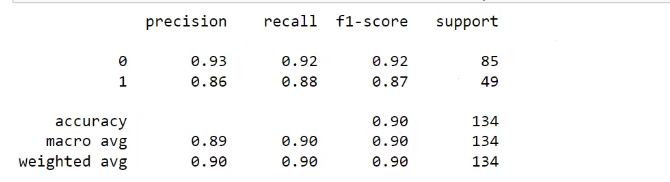 precision recall f1-score support
0 0.93 0.92 0.92 85
1 0.86 0.88 0.87 49
accuracy 0.90 134
macro avg 0.89 0.90 0.90 134
weighted avg 0.90 0.90 0.90 134